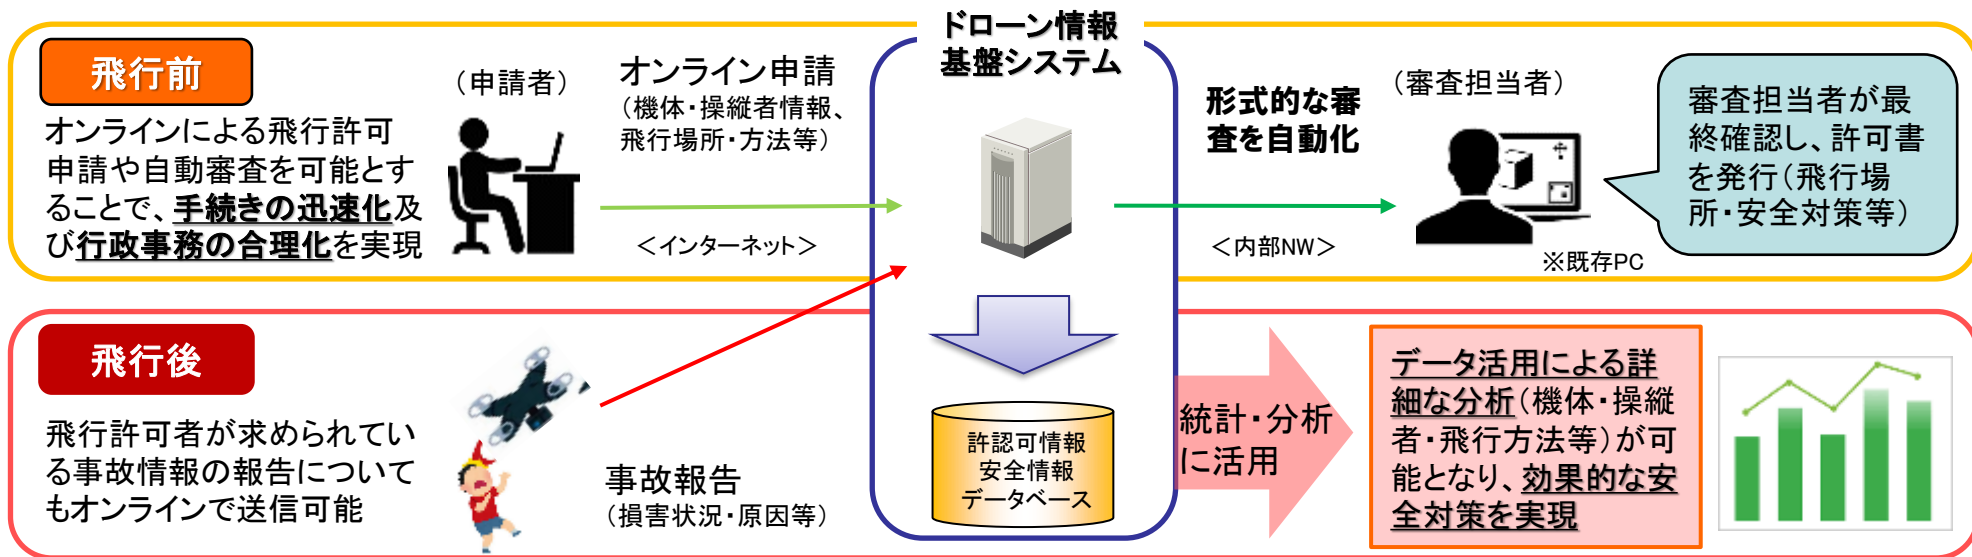 ドローン情報
基盤システム
飛行前
オンラインによる飛行許可
申請や自動審査を可能とす
ることで、手続きの迅速化及
び行政事務の合理化を実現
（申請者）
オンライン申請
（機体・操縦者情報、
飛行場所・方法等）
＜インターネット＞
形式的な審
査を自動化
＜内部NW＞
（審査担当者）
※既存PC
審査担当者が最
終確認し、許可書
を発行（飛行場
所・安全対策等）
飛行後
飛行許可者が求められてい
る事故情報の報告について
もオンラインで送信可能
事故報告
（損害状況・原因等）
許認可情報
安全情報
データベース
統計・分析
に活用
データ活用による詳
細な分析（機体・操縦
者・飛行方法等）が可
能となり、効果的な安
全対策を実現